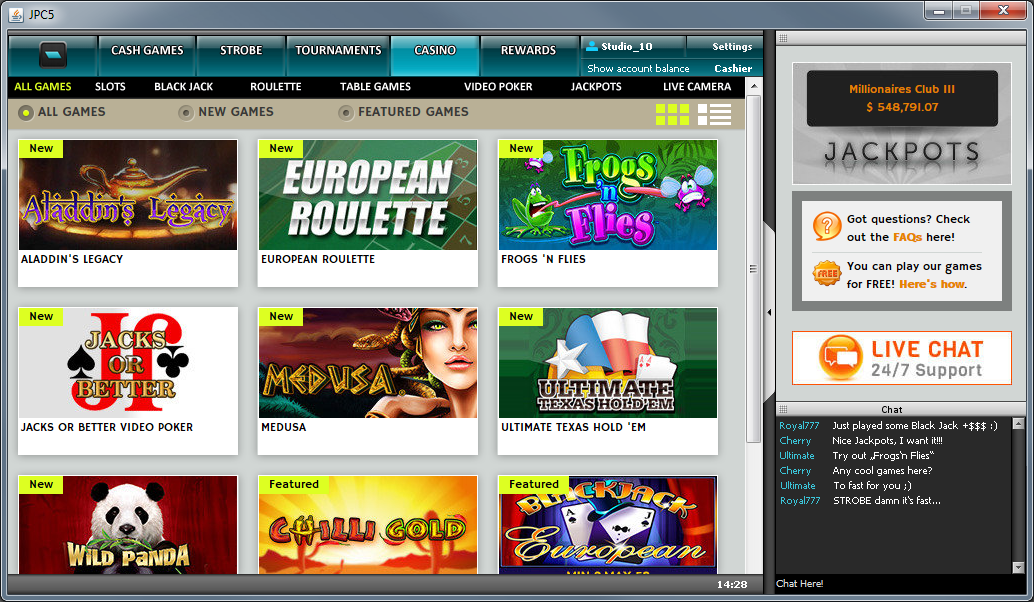 JPC5
CASH GAMES
STROBE
TOURNAMENTS
CASINO
REWARDS
Studio_10
Settings
Show account balance
Cashier
ALL GAMES
SLOTS
BLACK JACK
ROULETTE
TABLE GAMES
VIDEO POKER
JACKPOTS
LIVE CAMERA
ALL GAMES
NEW GAMES
FEATURED GAMES
New
Aladdin's Legacy
ALADDIN'S LEGACY
New
EUROPEAN
ROULETTE
EUROPEAN ROULETTE
New
Frogs
'n
Flies
FROGS 'N FLIES
New
JACKS
OR
BETTER
JACKS OR BETTER VIDEO POKER
New
MEDUSA
MEDUSA
New
ULTIMATE
TEXAS HOLD'EM
ULTIMATE TEXAS HOLD 'EM
New
WILD PANDA
Featured
CHILLI GOLD
Featured
BLACKJACK
European
14:28
Millionaires Club III
$ 548,791.07
JACKPOTS
Got questions? Check
out the FAQs here!
FREE
You can play our games
for FREE! Here's how.
LIVE CHAT
24/7 Support
Chat
Royal777 Just played some Black Jack +$$$ :)
Cherry Nice Jackpots, I want it!!!
Ultimate Try out „Frogs'n Flies“
Cherry Any cool games here?
Ultimate To fast for you ;)
Royal777 STROBE damn it's fast...
Chat Here!